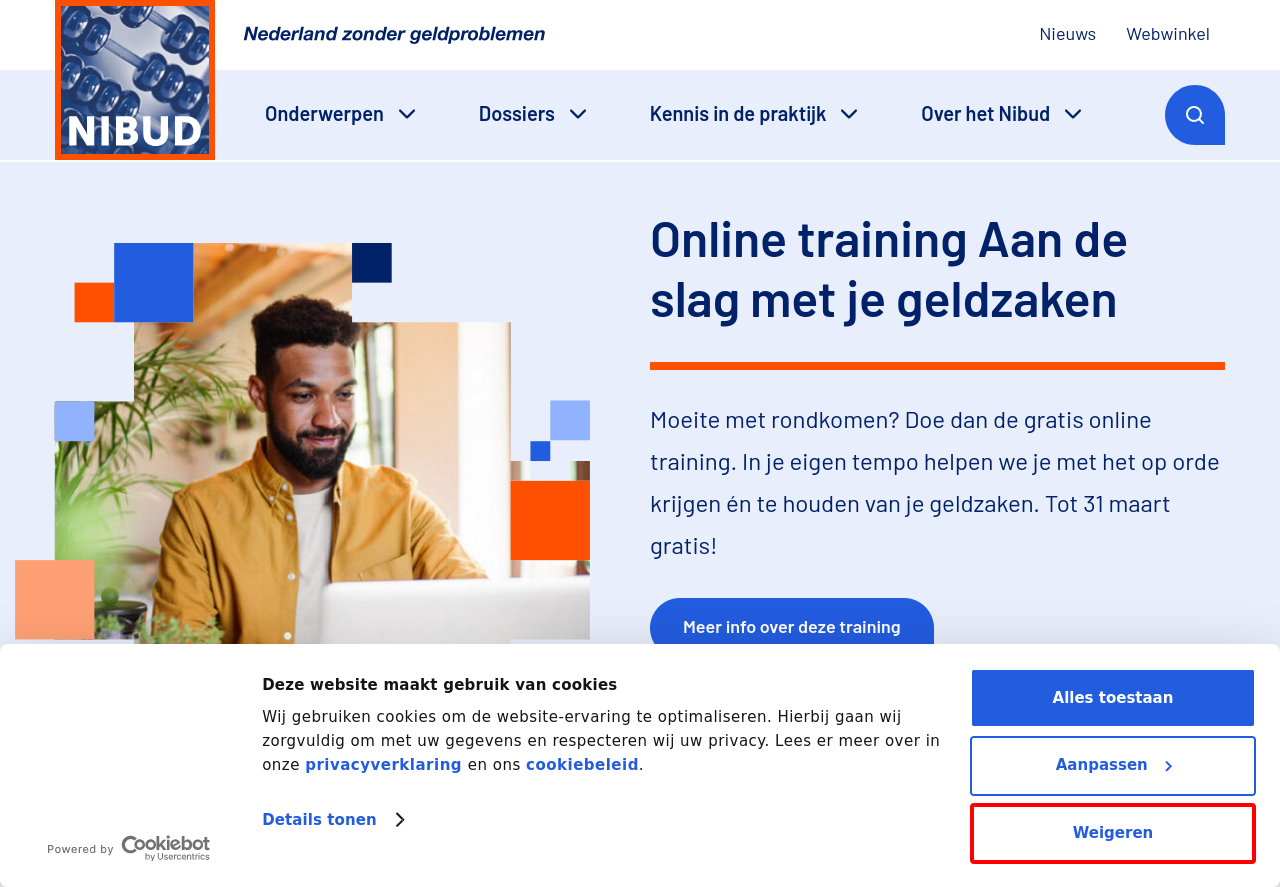 NIBUD
Nederland zonder geldproblemen
Nieuws
Webwinkel
Onderwerpen
Dossiers
Kennis in de praktijk
Over het Nibud
Online training Aan de
slag met je geldzaken
Moeite met rondkomen? Doe dan de gratis online
training. In je eigen tempo helpen we je met het op orde
krijgen én te houden van je geldzaken. Tot 31 maart
gratis!
Meer info over deze training
Deze website maakt gebruik van cookies
Wij gebruiken cookies om de website-ervaring te optimaliseren. Hierbij gaan wij
zorgvuldig om met uw gegevens en respecteren wij uw privacy. Lees er meer over in
onze privacyverklaring en ons cookiebeleid.
Details tonen
Alles toestaan
Aanpassen
Weigeren
Powered by Cookiebot
by Usercentrics